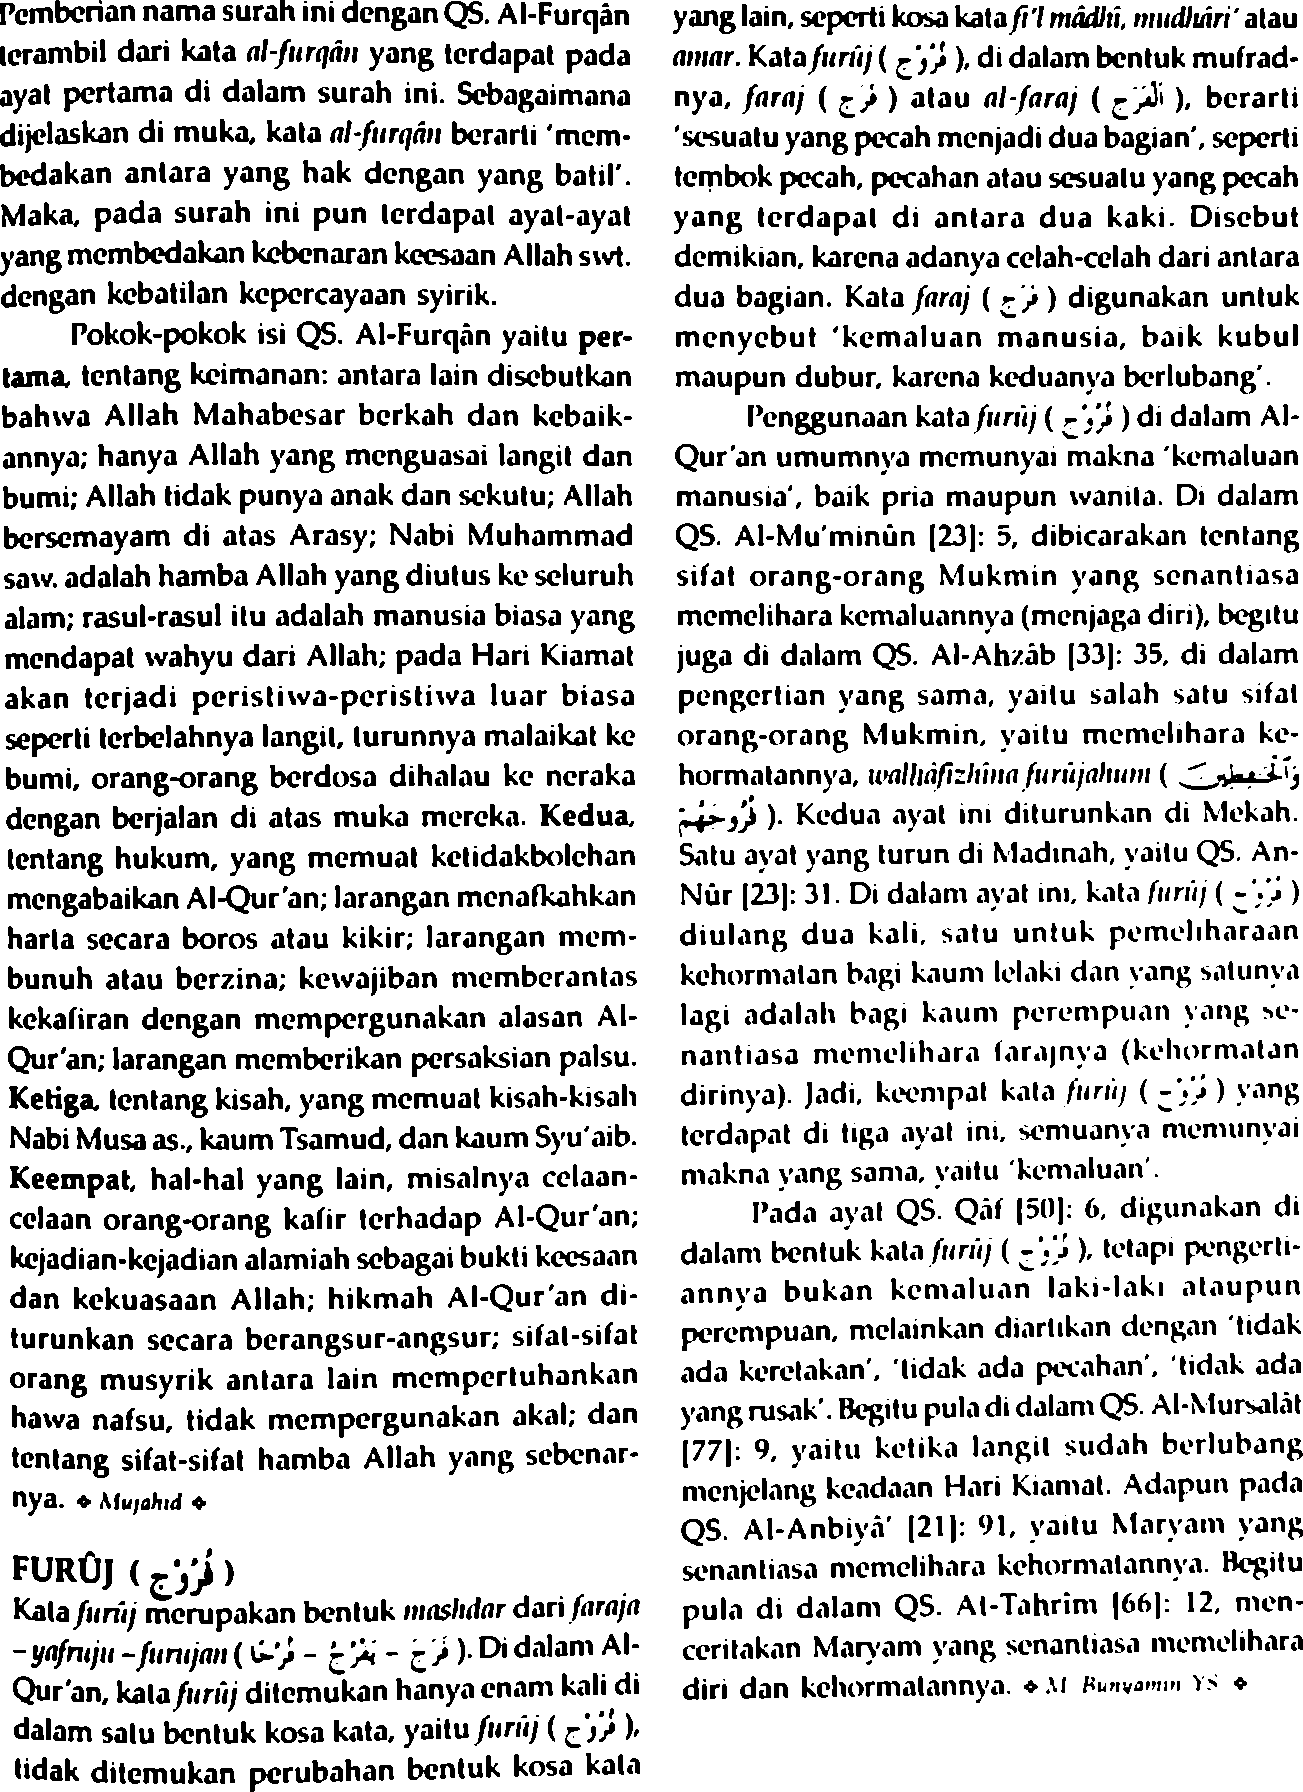 Pemberian nama surah ini dengan QS. Al-Furqân
terambil dari kata al-furqân yang terdapat pada
ayat pertama di dalam surah ini. Sebagaimana
dijelaskan di muka, kata al-furqân berarti 'mem-
bedakan antara yang hak dengan yang batil'.
Maka, pada surah ini pun terdapat ayat-ayat
yang membedakan kebenaran keesaan Allah swt.
dengan kebatilan kepercayaan syirik.
Pokok-pokok isi QS. Al-Furqân yaitu per-
tama, tentang keimanan: antara lain disebutkan
bahwa Allah Mahabesar berkah dan kebaik-
annya; hanya Allah yang menguasai langit dan
bumi; Allah tidak punya anak dan sekutu; Allah
bersemayam di atas Arasy; Nabi Muhammad
saw. adalah hamba Allah yang diutus ke seluruh
alam; rasul-rasul itu adalah manusia biasa yang
mendapat wahyu dari Allah; pada Hari Kiamat
akan terjadi peristiwa-peristiwa luar biasa
seperti terbelahnya langit, turunnya malaikat ke
bumi, orang-orang berdosa dihalau ke neraka
dengan berjalan di atas muka mereka. Kedua,
tentang hukum, yang memuat ketidakbolehan
mengabaikan Al-Qur'an; larangan menafkahkan
harta secara boros atau kikir; larangan mem-
bunuh atau berzina; kewajiban memberantas
kekafiran dengan mempergunakan alasan Al-
Qur'an; larangan memberikan persaksian palsu.
Ketiga, tentang kisah, yang memuat kisah-kisah
Nabi Musa as., kaum Tsamud, dan kaum Syu'aib.
Keempat, hal-hal yang lain, misalnya celaan-
celaan orang-orang kafir terhadap Al-Qur'an;
kejadian-kejadian alamiah sebagai bukti keesaan
dan kekuasaan Allah; hikmah Al-Qur'an di-
turunkan secara berangsur-angsur; sifat-sifat
orang musyrik antara lain mempertuhankan
hawa nafsu, tidak mempergunakan akal; dan
tentang sifat-sifat hamba Allah yang sebenar-
nya. ❖ Mujahid ❖
FURÛJ ( فُرُوْج )
Kata furûj merupakan bentuk mashdar dari faraja
– yafruju – furujan ( فَرَجَ – يَفْرُجُ – فَرْجًا ). Di dalam Al-
Qur'an, kata furûj ditemukan hanya enam kali di
dalam satu bentuk kosa kata, yaitu furûj ( فُرُوْج ),
tidak ditemukan perubahan bentuk kosa kata
yang lain, seperti kosa kata fi'l mâdhî, mudhâri' atau
amar. Kata furûj ( فُرُوْج ), di dalam bentuk mufrad-
nya, faraj ( فَرْج ) atau al-faraj ( الْفَرْج ), berarti
'sesuatu yang pecah menjadi dua bagian', seperti
tembok pecah, pecahan atau sesuatu yang pecah
yang terdapat di antara dua kaki. Disebut
demikian, karena adanya celah-celah dari antara
dua bagian. Kata faraj ( فَرْج ) digunakan untuk
menyebut 'kemaluan manusia, baik kubul
maupun dubur, karena keduanya berlubang'.
Penggunaan kata furûj ( فُرُوْج ) di dalam Al-
Qur'an umumnya memunyai makna 'kemaluan
manusia', baik pria maupun wanita. Di dalam
QS. Al-Mu'minûn [23]: 5, dibicarakan tentang
sifat orang-orang Mukmin yang senantiasa
memelihara kemaluannya (menjaga diri), begitu
juga di dalam QS. Al-Ahzâb [33]: 35, di dalam
pengertian yang sama, yaitu salah satu sifat
orang-orang Mukmin, yaitu memelihara ke-
hormatannya, walhâfizhîna furûjahum ( وَٱلْحَٰفِظِينَ
فُرُوجَهُمْ ). Kedua ayat ini diturunkan di Mekah.
Satu ayat yang turun di Madinah, yaitu QS. An-
Nûr [23]: 31. Di dalam ayat ini, kata furûj ( فُرُوْج )
diulang dua kali, satu untuk pemeliharaan
kehormatan bagi kaum lelaki dan yang satunya
lagi adalah bagi kaum perempuan yang se-
nantiasa memelihara farajnya (kehormatan
dirinya). Jadi, keempat kata furûj ( فُرُوْج ) yang
terdapat di tiga ayat ini, semuanya memunyai
makna yang sama, yaitu 'kemaluan'.
Pada ayat QS. Qâf [50]: 6, digunakan di
dalam bentuk kata furûj ( فُرُوْج ), tetapi pengerti-
annya bukan kemaluan laki-laki ataupun
perempuan, melainkan diartikan dengan 'tidak
ada keretakan', 'tidak ada pecahan', 'tidak ada
yang rusak'. Begitu pula di dalam QS. Al-Mursalât
[77]: 9, yaitu ketika langit sudah berlubang
menjelang keadaan Hari Kiamat. Adapun pada
QS. Al-Anbiyâ' [21]: 91, yaitu Maryam yang
senantiasa memelihara kehormatannya. Begitu
pula di dalam QS. At-Tahrîm [66]: 12, men-
ceritakan Maryam yang senantiasa memelihara
diri dan kehormatannya. ❖ M Bunyamin YS ❖